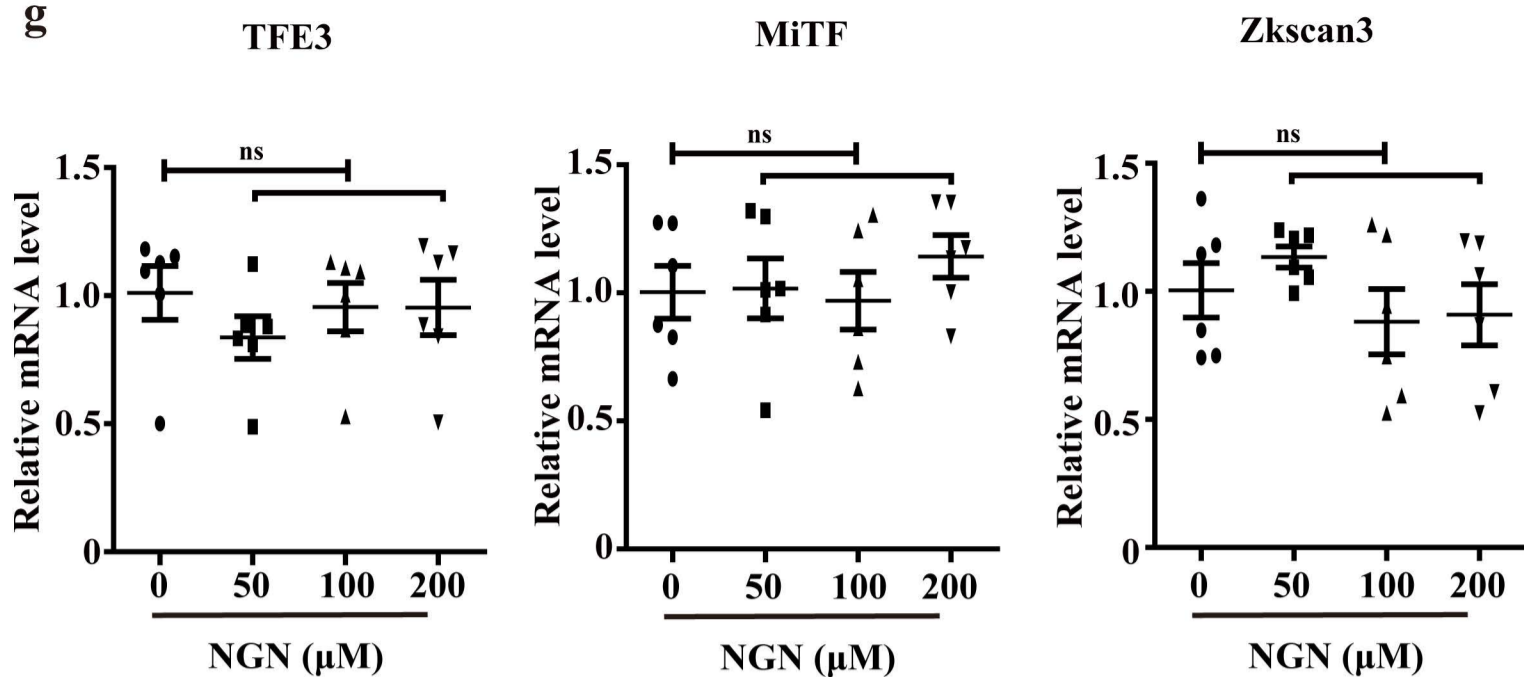 g
TFE3
MiTF
Zkscan3
ns
ns
ns
Relative mRNA level
1.5
1.0
0.5
0
0 50 100 200
NGN (μM)
Relative mRNA level
1.5
1.0
0.5
0
0 50 100 200
NGN (μM)
Relative mRNA level
1.5
1.0
0.5
0
0 50 100 200
NGN (μM)